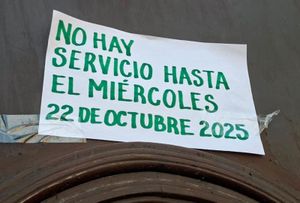 NO HAY
SERVICIO HASTA
EL MIÉRCOLES
22 DE OCTUBRE 2025